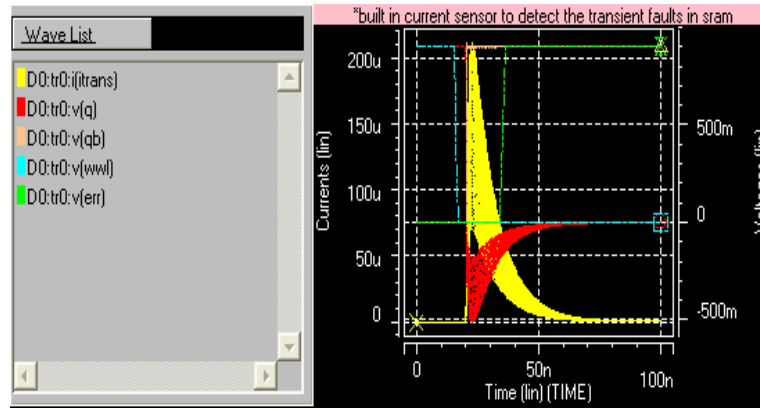 *built in current sensor to detect the transient faults in sram
Wave List
D0:tr0:i(itrans)
D0:tr0:v(q)
D0:tr0:v(qb)
D0:tr0:v(wwl)
D0:tr0:v(err)
Currents (lin)
200u
150u
100u
50u
0
500m
0
-500m
0
50n
100n
Time (lin) (TIME)